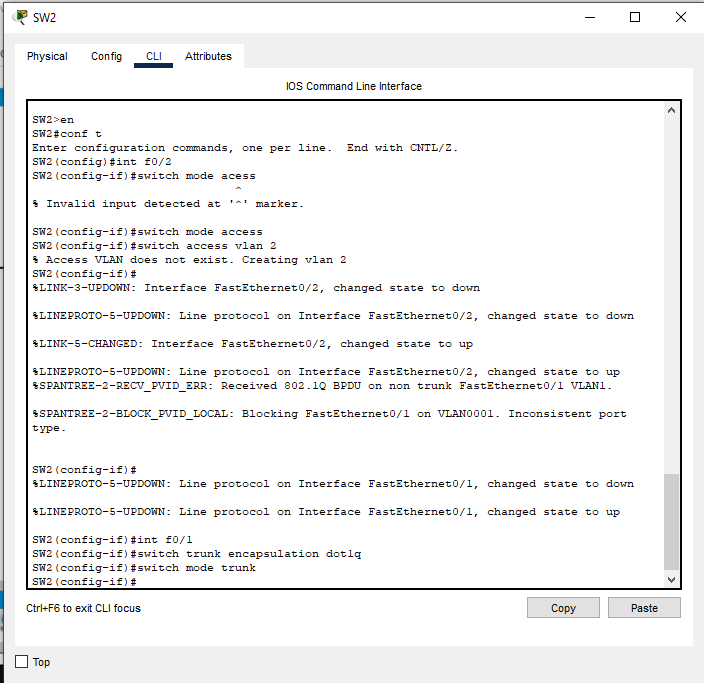 SW2
Physical Config CLI Attributes
IOS Command Line Interface
SW2>en
SW2#conf t
Enter configuration commands, one per line.  End with CNTL/Z.
SW2(config)#int f0/2
SW2(config-if)#switch mode acess
^
% Invalid input detected at '^' marker.
SW2(config-if)#switch mode access
SW2(config-if)#switch access vlan 2
% Access VLAN does not exist. Creating vlan 2
SW2(config-if)#
%LINK-3-UPDOWN: Interface FastEthernet0/2, changed state to down
%LINEPROTO-5-UPDOWN: Line protocol on Interface FastEthernet0/2, changed state to down
%LINK-5-CHANGED: Interface FastEthernet0/2, changed state to up
%LINEPROTO-5-UPDOWN: Line protocol on Interface FastEthernet0/2, changed state to up
%SPANTREE-2-RECV_PVID_ERR: Received 802.1Q BPDU on non trunk FastEthernet0/1 VLAN1.
%SPANTREE-2-BLOCK_PVID_LOCAL: Blocking FastEthernet0/1 on VLAN0001. Inconsistent port
type.
SW2(config-if)#
%LINEPROTO-5-UPDOWN: Line protocol on Interface FastEthernet0/1, changed state to down
%LINEPROTO-5-UPDOWN: Line protocol on Interface FastEthernet0/1, changed state to up
SW2(config-if)#int f0/1
SW2(config-if)#switch trunk encapsulation dot1q
SW2(config-if)#switch mode trunk
SW2(config-if)#
Ctrl+F6 to exit CLI focus
Copy Paste
Top